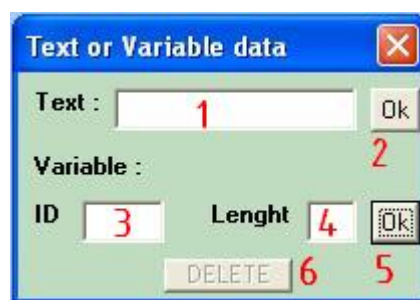 Text or Variable data
Text : 1 Ok
2
Variable :
ID 3 Lenght 4 Ok
DELETE 6 5